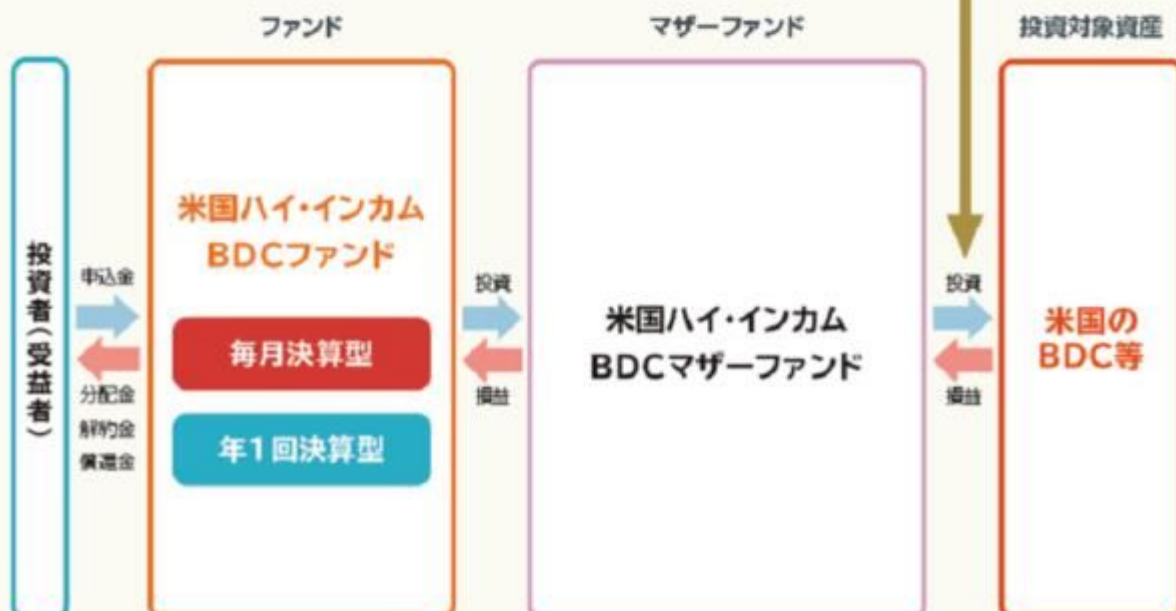 ファンド
マザーファンド
投資対象資産
投資者(受益者)
申込金
分配金
解約金
償還金
米国ハイ・インカム
BDCファンド
毎月決算型
年1回決算型
投資
損益
米国ハイ・インカム
BDCマザーファンド
投資
損益
米国の
BDC等